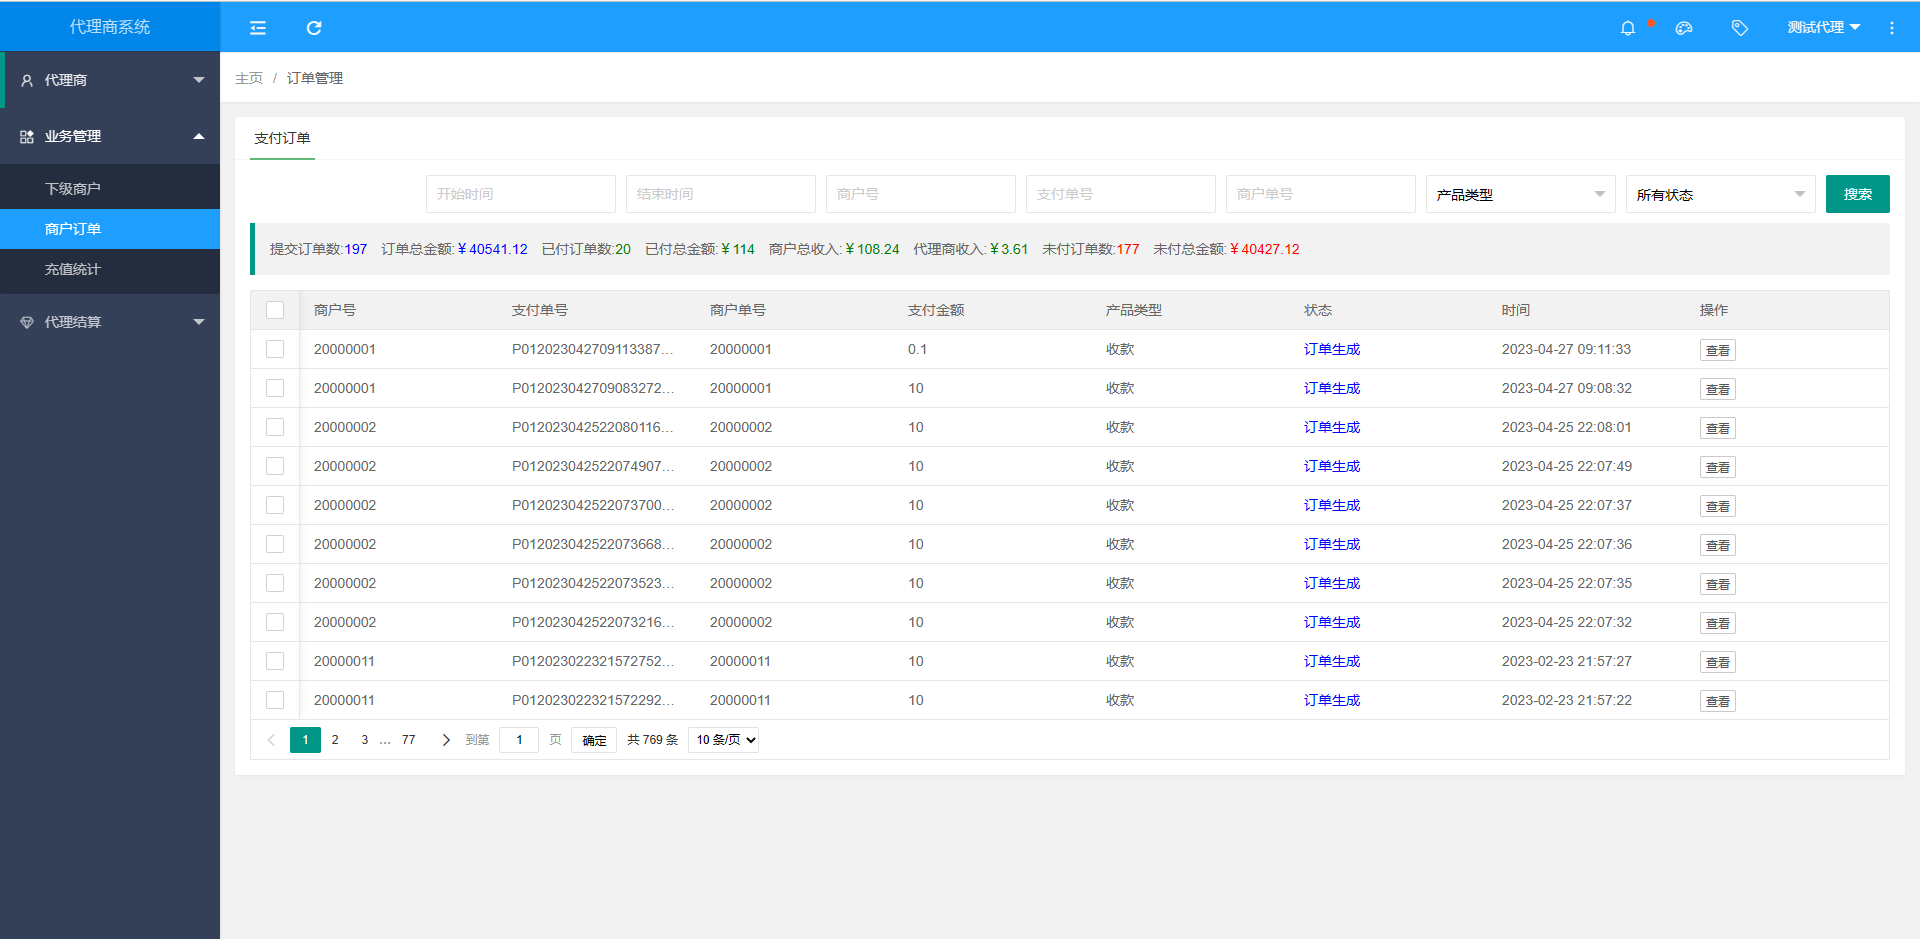 代理商系统
测试代理
代理商
业务管理
下级商户
商户订单
充值统计
代理结算
主页 / 订单管理
支付订单
开始时间 结束时间 商户号 支付单号 商户单号 产品类型 所有状态 搜索
提交订单数:197 订单总金额:￥40541.12 已付订单数:20 已付总金额:￥114 商户总收入:￥108.24 代理商收入:￥3.61 未付订单数:177 未付总金额:￥40427.12
商户号 支付单号 商户单号 支付金额 产品类型 状态 时间 操作
20000001 P012023042709113387... 20000001 0.1 收款 订单生成 2023-04-27 09:11:33 查看
20000001 P012023042709083272... 20000001 10 收款 订单生成 2023-04-27 09:08:32 查看
20000002 P012023042522080116... 20000002 10 收款 订单生成 2023-04-25 22:08:01 查看
20000002 P012023042522074907... 20000002 10 收款 订单生成 2023-04-25 22:07:49 查看
20000002 P012023042522073700... 20000002 10 收款 订单生成 2023-04-25 22:07:37 查看
20000002 P012023042522073668... 20000002 10 收款 订单生成 2023-04-25 22:07:36 查看
20000002 P012023042522073523... 20000002 10 收款 订单生成 2023-04-25 22:07:35 查看
20000002 P012023042522073216... 20000002 10 收款 订单生成 2023-04-25 22:07:32 查看
20000011 P012023022321572752... 20000011 10 收款 订单生成 2023-02-23 21:57:27 查看
20000011 P012023022321572292... 20000011 10 收款 订单生成 2023-02-23 21:57:22 查看
1 2 3 ... 77 到第 1 页 确定 共 769 条 10 条/页